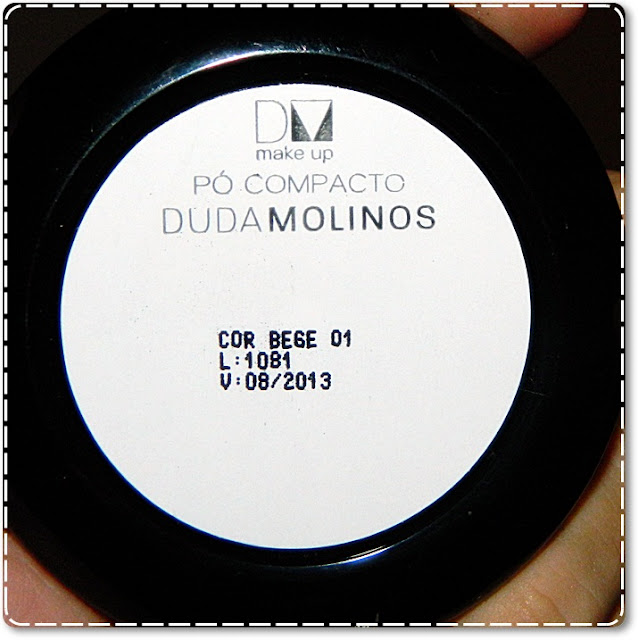 DM
make up
PÓ COMPACTO
DUDAMOLINOS
COR BEGE 01
L:1081
V:08/2013